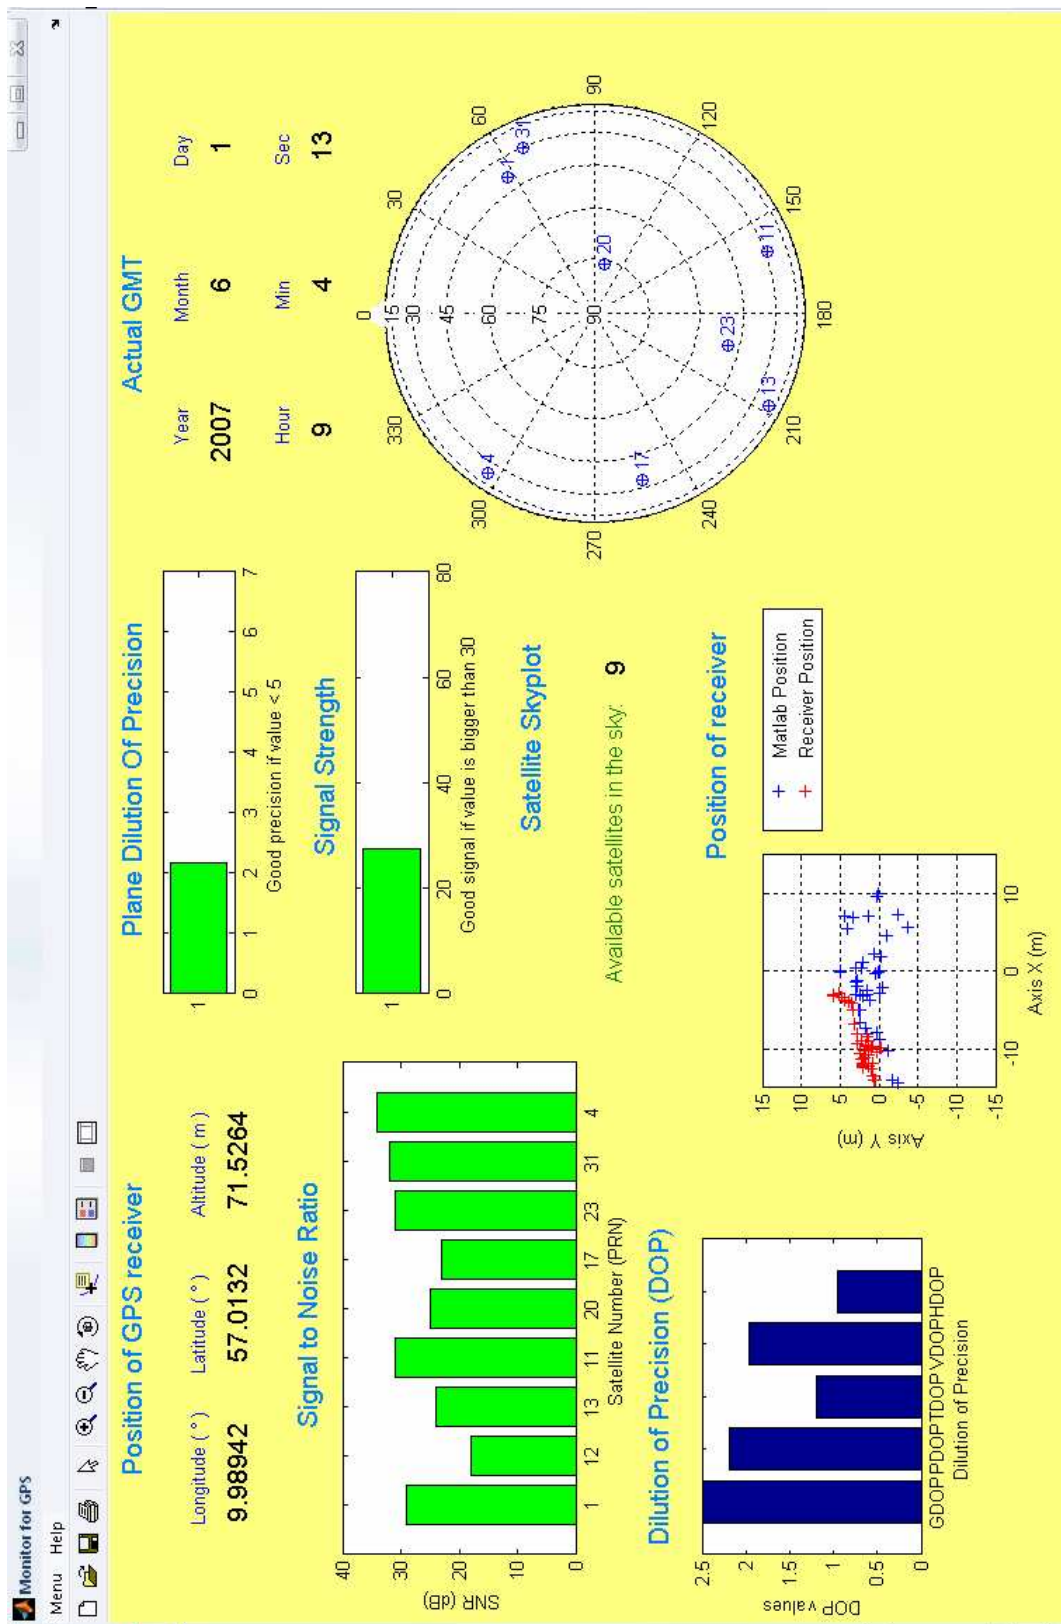 Monitor for GPS
Menu Help
Position of GPS receiver
Longitude ( ° ) Latitude ( ° ) Altitude ( m )
9.98942 57.0132 71.5264
Signal to Noise Ratio
40
30
20
10
0
SNR (dB)
1 12 13 11 20 17 23 31 4
Satellite Number (PRN)
Dilution of Precision (DOP)
2.5
2
1.5
1
0.5
0
DOP values
GDOPPDOPTDOPVDOPHDOP
Dilution of Precision
Plane Dilution Of Precision
1
0 1 2 3 4 5 6 7
Good precision if value < 5
Signal Strength
1
0 20 40 60 80
Good signal if value is bigger than 30
Satellite Skyplot
Available satellites in the sky: 9
Position of receiver
Matlab Position
Receiver Position
15
10
5
0
-5
-10
-15
Axis Y (m)
-10 0 10
Axis X (m)
Actual GMT
Year Month Day
2007 6 1
Hour Min Sec
9 4 13
0
330 30
15
30
300 60
45
60
75
270 90 90
240 120
210 150
180
4
1
31
20
17
23
13
11